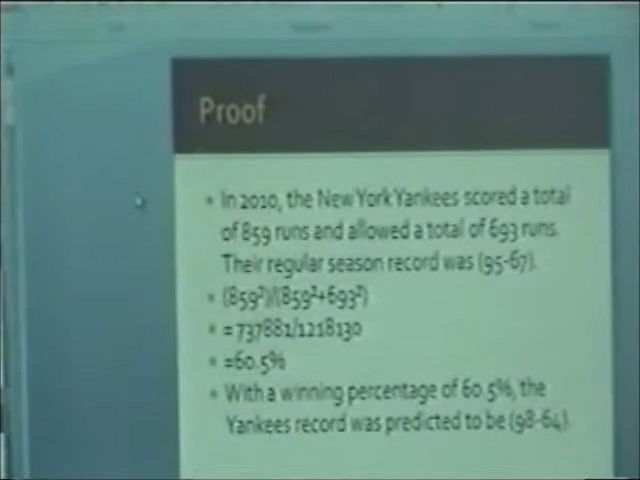 Proof
• In 2010, the New York Yankees scored a total
of 859 runs and allowed a total of 693 runs.
Their regular season record was (95-67).
• (859²)/(859²+693²)
• = 737881/1218130
• =60.5%
• With a winning percentage of 60.5%, the
Yankees record was predicted to be (98-64).